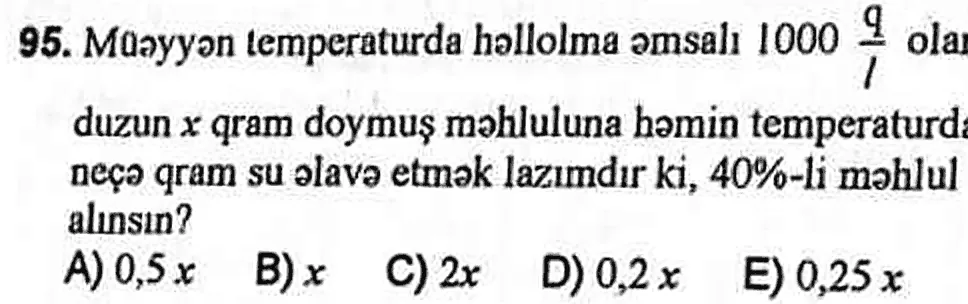 95. Müəyyən temperaturda həllolma əmsalı 1000 q/l olan
duzun x qram doymuş məhluluna həmin temperaturda
neçə qram su əlavə etmək lazımdır ki, 40%-li məhlul
alınsın?
A) 0,5 x B) x C) 2x D) 0,2 x E) 0,25 x